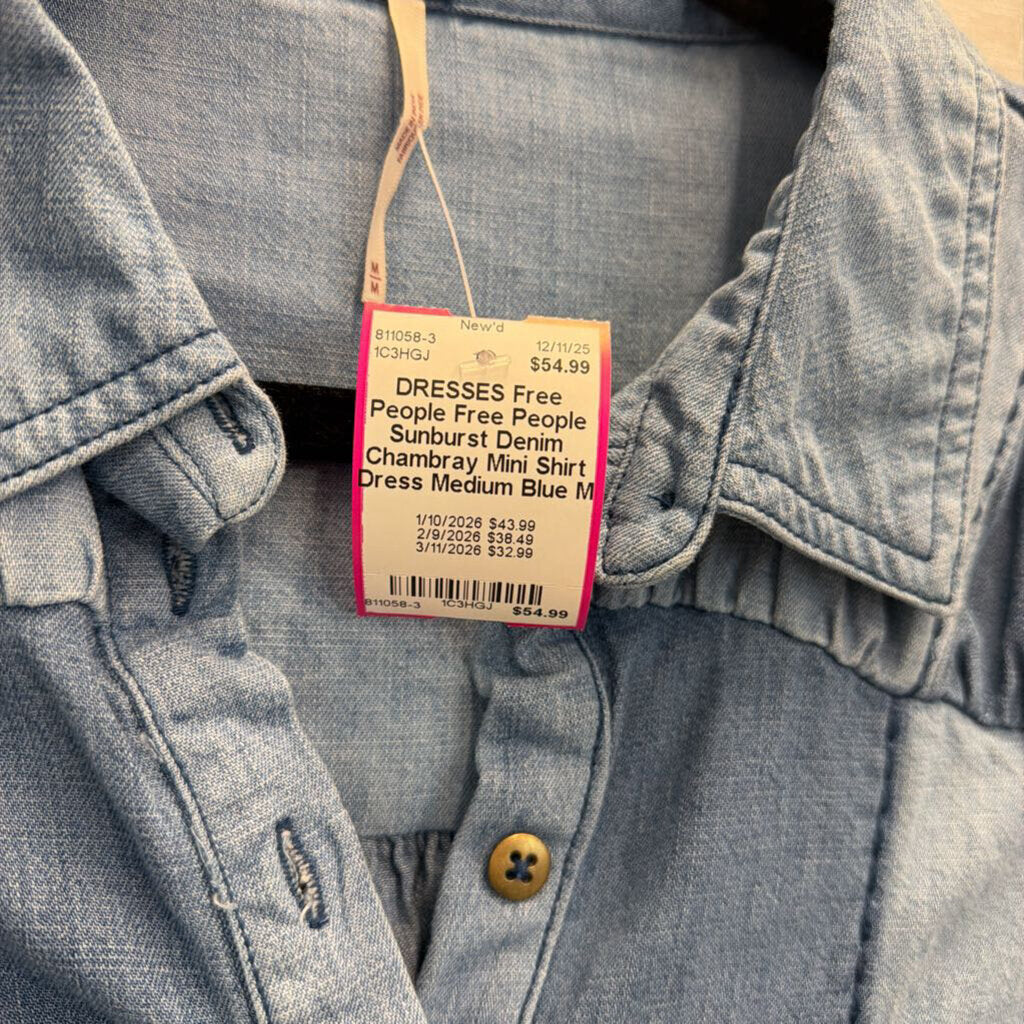 M
M
New'd
811058-3 12/11/25
1C3HGJ $54.99
DRESSES Free
People Free People
Sunburst Denim
Chambray Mini Shirt
Dress Medium Blue M
1/10/2026 $43.99
2/9/2026 $38.49
3/11/2026 $32.99
811058-3 1C3HGJ $54.99